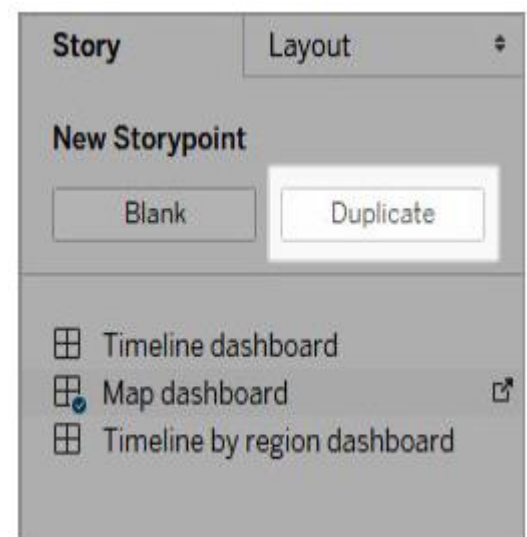 Story Layout
New Storypoint
Blank Duplicate
Timeline dashboard
Map dashboard
Timeline by region dashboard